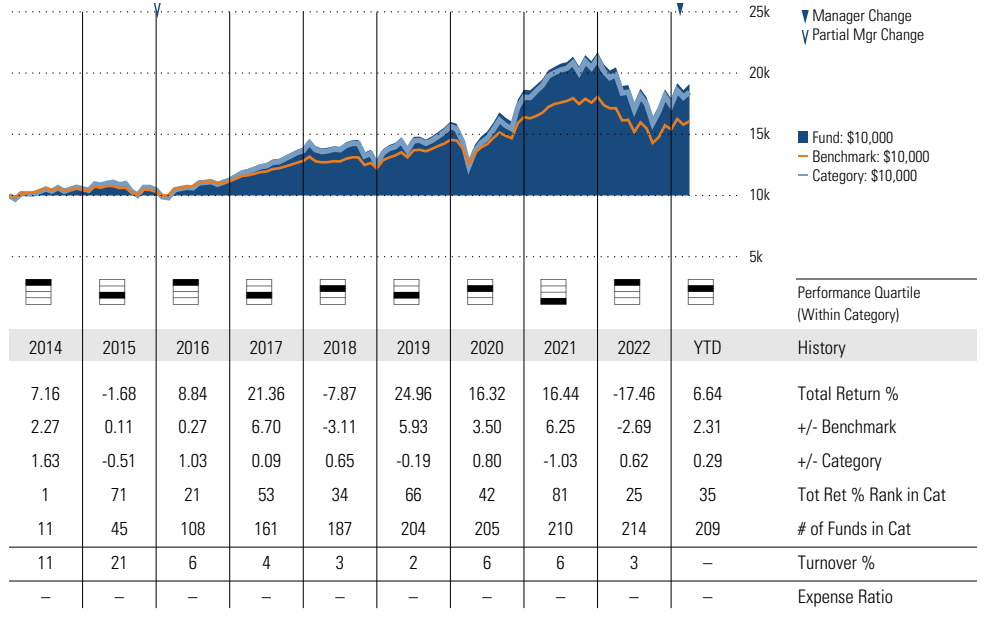 25k
20k
15k
10k
5k
Manager Change
Partial Mgr Change
Fund: $10,000
Benchmark: $10,000
Category: $10,000
Performance Quartile
(Within Category)
2014 2015 2016 2017 2018 2019 2020 2021 2022 YTD History
7.16 -1.68 8.84 21.36 -7.87 24.96 16.32 16.44 -17.46 6.64 Total Return %
2.27 0.11 0.27 6.70 -3.11 5.93 3.50 6.25 -2.69 2.31 +/- Benchmark
1.63 -0.51 1.03 0.09 0.65 -0.19 0.80 -1.03 0.62 0.29 +/- Category
1 71 21 53 34 66 42 81 25 35 Tot Ret % Rank in Cat
11 45 108 161 187 204 205 210 214 209 # of Funds in Cat
11 21 6 4 3 2 6 6 3 – Turnover %
– – – – – – – – – – Expense Ratio